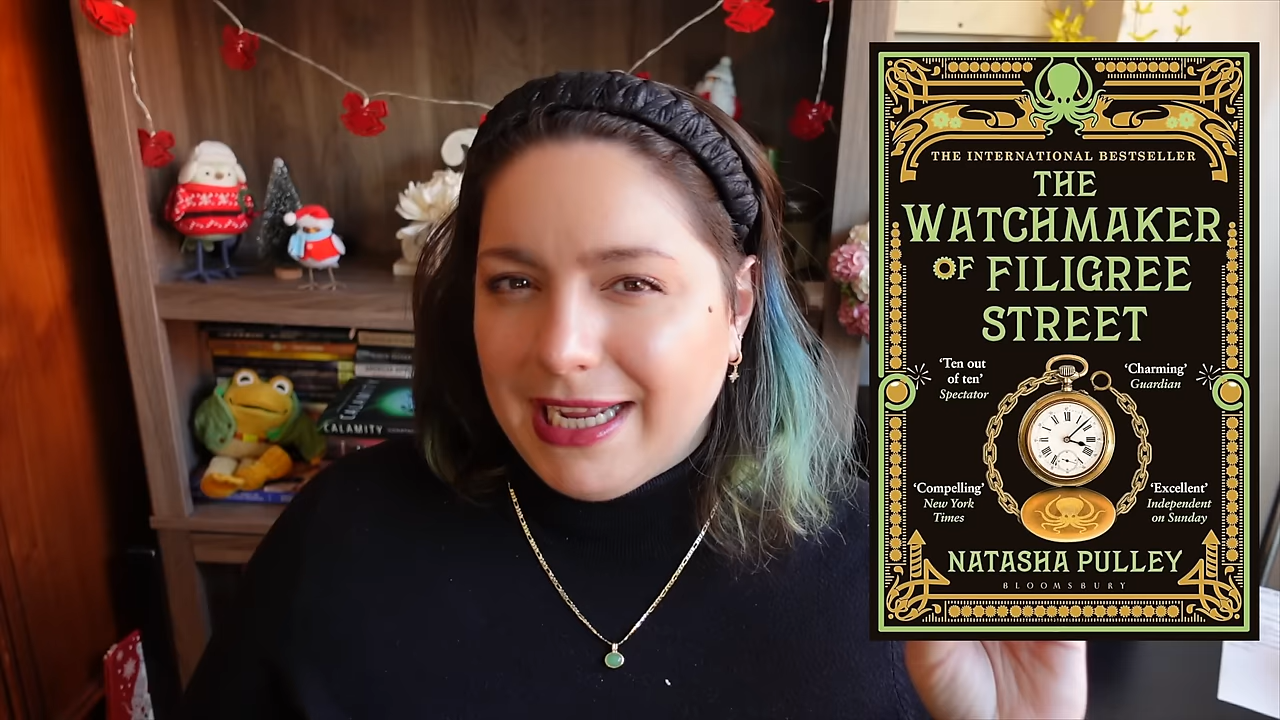 THE INTERNATIONAL BESTSELLER
THE
WATCHMAKER
OF FILIGREE
STREET
'Ten out
of ten'
Spectator
'Charming'
Guardian
'Compelling'
New York
Times
'Excellent'
Independent
on Sunday
NATASHA PULLEY
BLOOMSBURY
CALAMITY